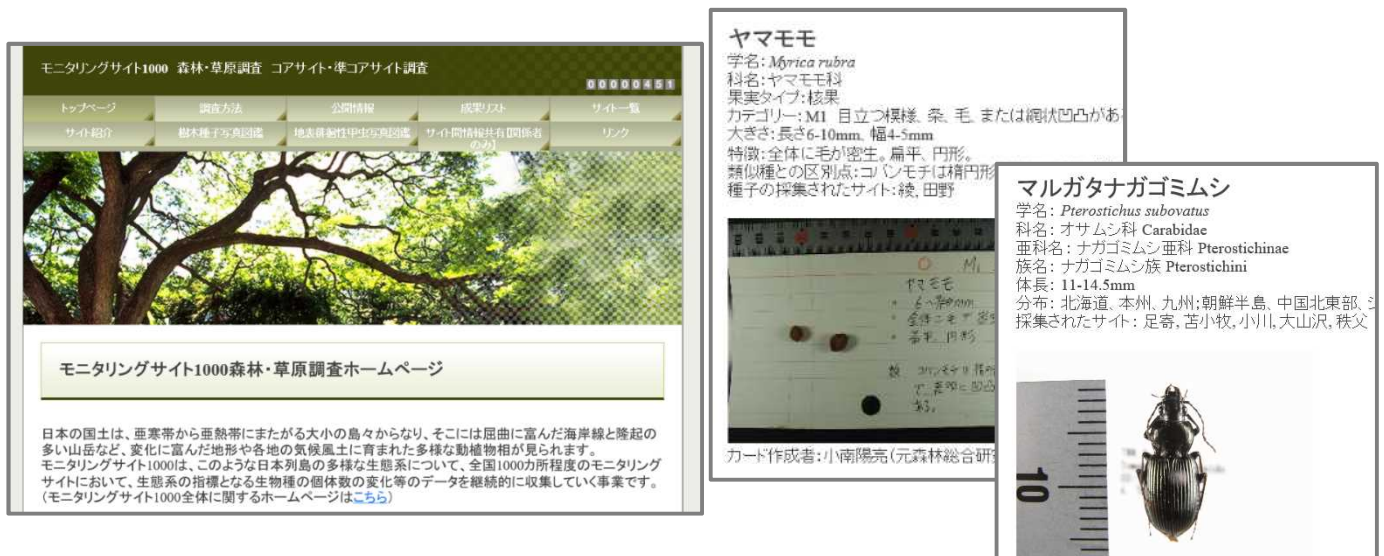 モニタリングサイト1000 森林・草原調査 コアサイト・準コアサイト調査
00000451
トップページ 調査方法 公開情報 成果リスト サイト一覧
サイト紹介 樹木種子写真図鑑 地表徘徊性甲虫写真図鑑 サイト間情報共有【関係者のみ】 リンク
モニタリングサイト1000森林・草原調査ホームページ
日本の国土は、亜寒帯から亜熱帯にまたがる大小の島々からなり、そこには屈曲に富んだ海岸線と隆起の
多い山岳など、変化に富んだ地形や各地の気候風土に育まれた多様な動植物相が見られます。
モニタリングサイト1000は、このような日本列島の多様な生態系について、全国1000カ所程度のモニタリング
サイトにおいて、生態系の指標となる生物種の個体数の変化等のデータを継続的に収集していく事業です。
(モニタリングサイト1000全体に関するホームページはこちら)
ヤマモモ
学名: Myrica rubra
科名: ヤマモモ科
果実タイプ: 核果
カテゴリー: M1 目立つ模様、条、毛、または網状凹凸があ
大きさ: 長さ6-10mm、幅4-5mm
特徴: 全体に毛が密生。扁平、円形。
類似種との区別点: コバンモチは楕円形
種子の採集されたサイト: 綾, 田野
M1
ヤマモモ
カード作成者: 小南陽亮(元森林総合研
マルガタナガゴミムシ
学名: Pterostichus subovatus
科名: オサムシ科 Carabidae
亜科名: ナガゴミムシ亜科 Pterostichinae
族名: ナガゴミムシ族 Pterostichini
体長: 11-14.5mm
分布: 北海道、本州、九州;朝鮮半島、中国北東部、シ
採集されたサイト: 足寄, 苫小牧, 小川, 大山沢, 秩父
10